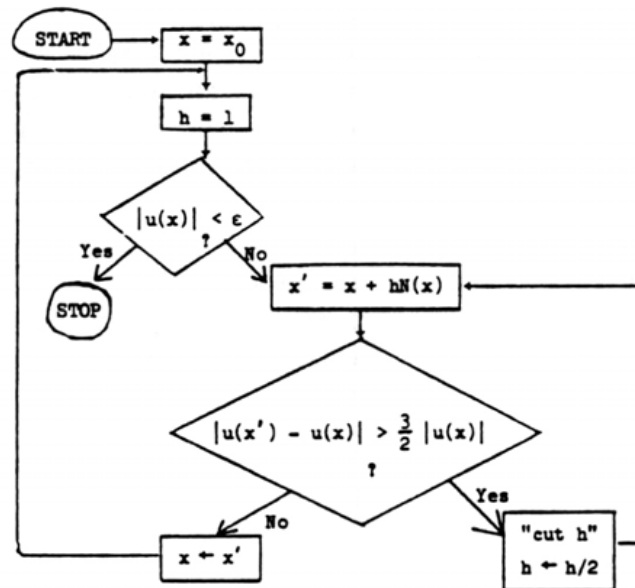 START
x = x₀
h = 1
|u(x)| < ε
?
Yes
No
STOP
x′ = x + hN(x)
|u(x′) - u(x)| > 3/2 |u(x)|
?
Yes
No
x ← x′
"cut h"
h ← h/2